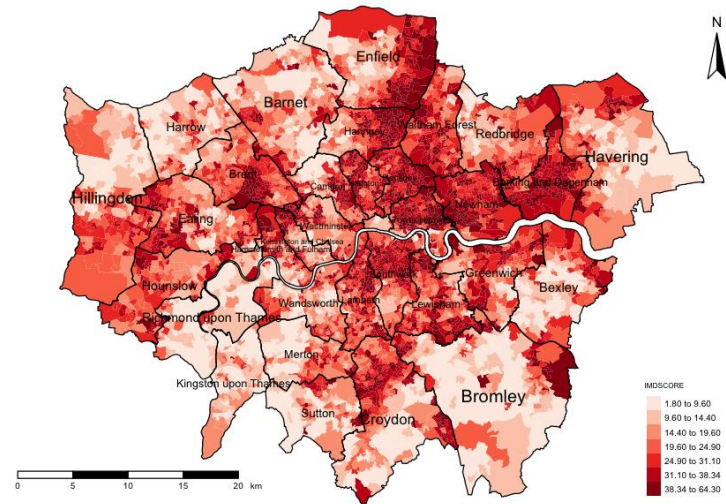 N
Enfield
Barnet
Harrow
Haringey
Waltham Forest
Redbridge
Havering
Hillingdon
Brent
Camden
Barking and Dagenham
Newham
Ealing
Westminster
Kensington and Chelsea
Hammersmith and Fulham
Hounslow
Southwark
Greenwich
Bexley
Richmond upon Thames
Wandsworth
Lambeth
Lewisham
Merton
Kingston upon Thames
Sutton
Croydon
Bromley
IMDSCORE
1.80 to 9.60
9.60 to 14.40
14.40 to 19.60
19.60 to 24.90
24.90 to 31.10
31.10 to 38.34
38.34 to 64.30
0 5 10 15 20 km